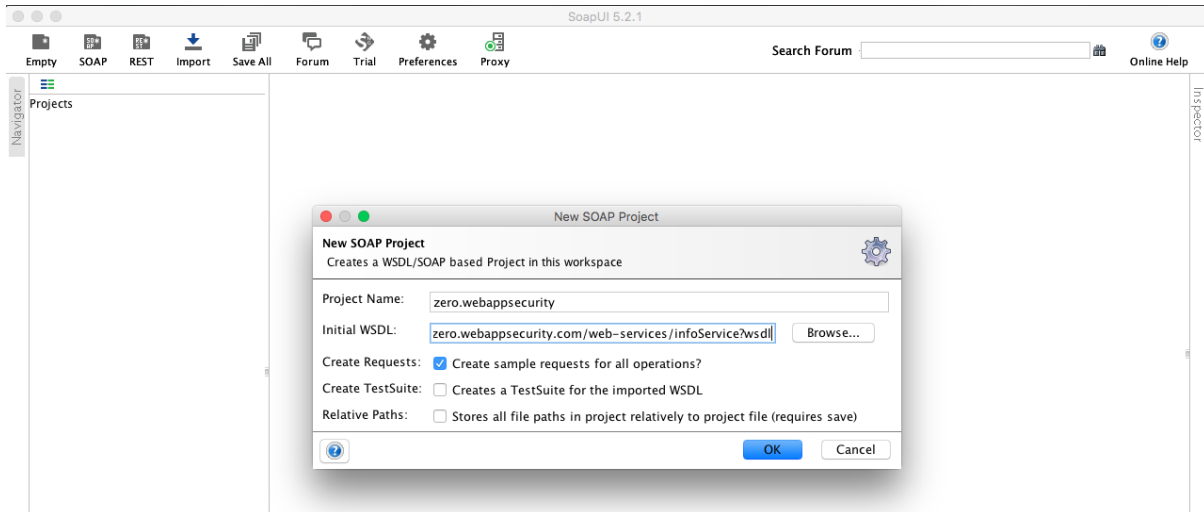 SoapUI 5.2.1
Empty SOAP REST Import Save All Forum Trial Preferences Proxy Search Forum Online Help
Navigator
Projects
Inspector
New SOAP Project
New SOAP Project
Creates a WSDL/SOAP based Project in this workspace
Project Name: zero.webappsecurity
Initial WSDL: zero.webappsecurity.com/web-services/infoService?wsdl Browse...
Create Requests: Create sample requests for all operations?
Create TestSuite: Creates a TestSuite for the imported WSDL
Relative Paths: Stores all file paths in project relatively to project file (requires save)
OK Cancel